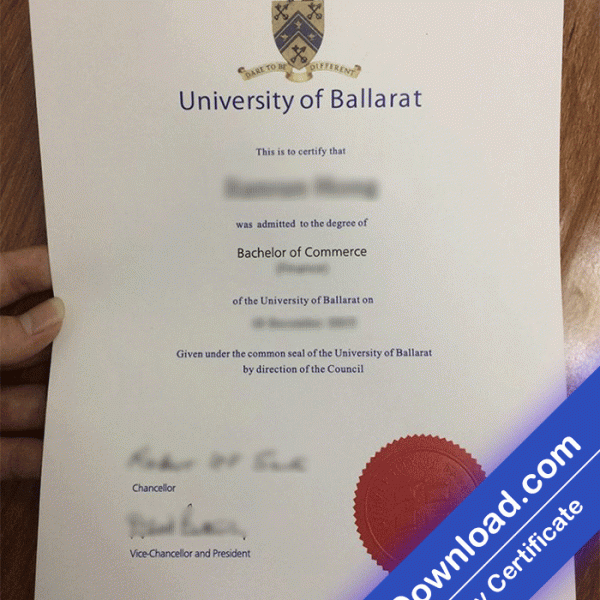 DARE TO BE DIFFERENT
University of Ballarat
This is to certify that
was admitted to the degree of
Bachelor of Commerce
(Finance)
of the University of Ballarat on
Given under the common seal of the University of Ballarat
by direction of the Council
Chancellor
Vice-Chancellor and President
ownload.com
y Certificate